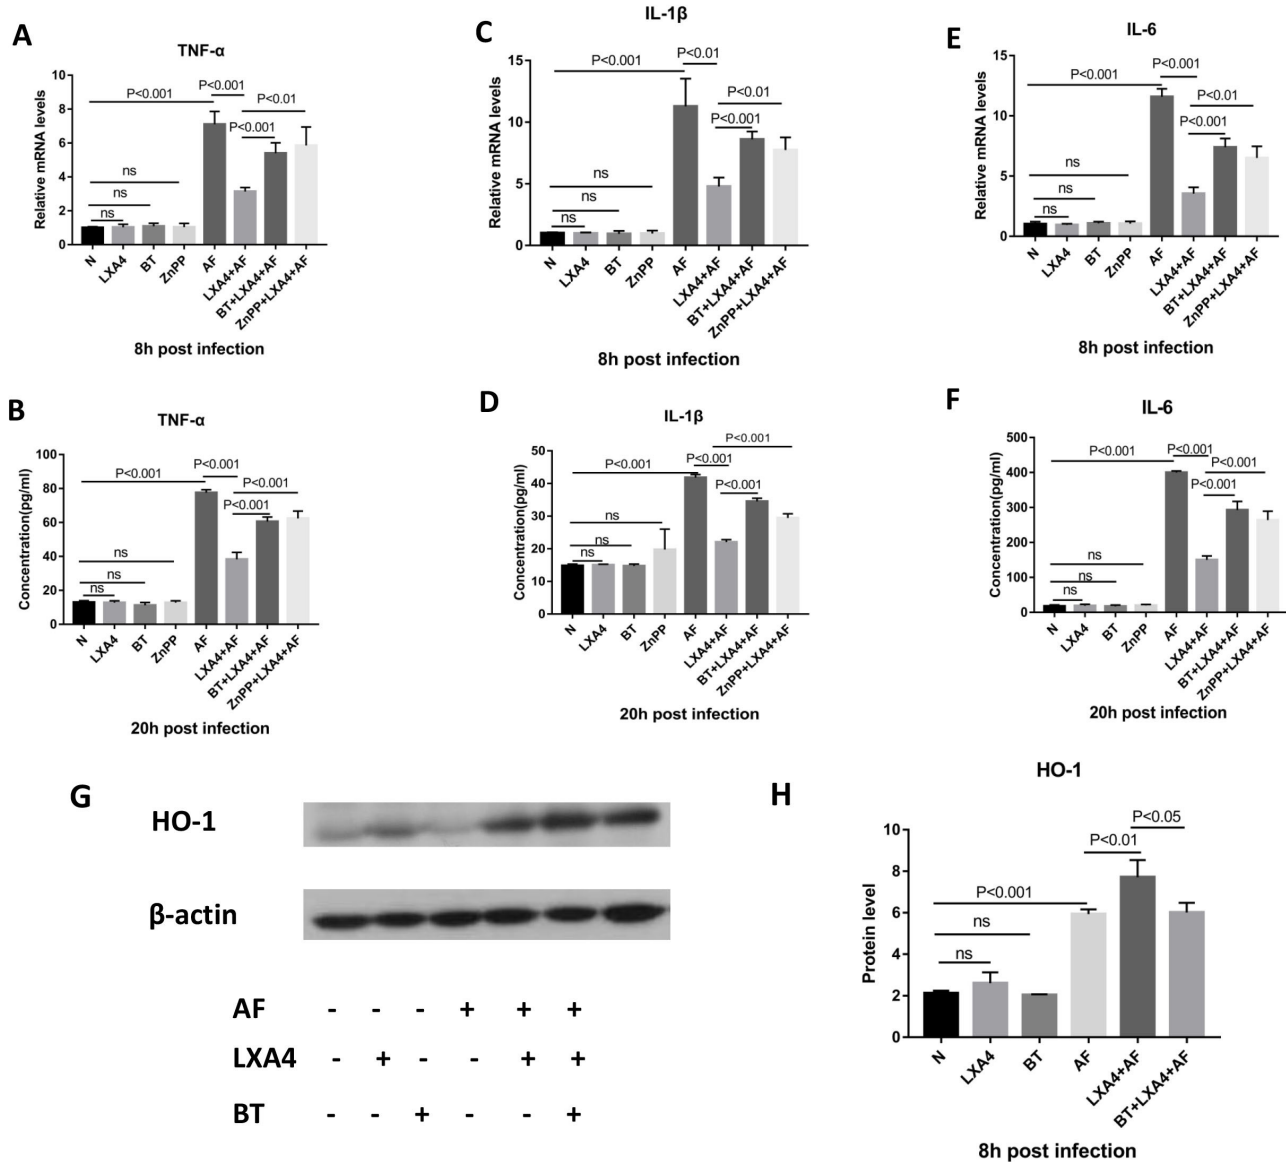 A
TNF-α
Relative mRNA levels
10
8
6
4
2
0
P<0.001
P<0.001
P<0.01
P<0.001
ns
ns
ns
N
LXA4
BT
ZnPP
AF
LXA4+AF
BT+LXA4+AF
ZnPP+LXA4+AF
8h post infection
C
IL-1β
Relative mRNA levels
15
10
5
0
P<0.001
P<0.01
P<0.01
P<0.001
ns
ns
ns
N
LXA4
BT
ZnPP
AF
LXA4+AF
BT+LXA4+AF
ZnPP+LXA4+AF
8h post infection
E
IL-6
Relative mRNA levels
15
10
5
0
P<0.001
P<0.001
P<0.01
P<0.001
ns
ns
ns
N
LXA4
BT
ZnPP
AF
LXA4+AF
BT+LXA4+AF
ZnPP+LXA4+AF
8h post infection
B
TNF-α
Concentration(pg/ml)
100
80
60
40
20
0
P<0.001
P<0.001
P<0.001
P<0.001
ns
ns
ns
N
LXA4
BT
ZnPP
AF
LXA4+AF
BT+LXA4+AF
ZnPP+LXA4+AF
20h post infection
D
IL-1β
Concentration(pg/ml)
50
40
30
20
10
0
P<0.001
P<0.001
P<0.001
P<0.001
ns
ns
ns
N
LXA4
BT
ZnPP
AF
LXA4+AF
BT+LXA4+AF
ZnPP+LXA4+AF
20h post infection
F
IL-6
Concentration(pg/ml)
500
400
300
200
100
0
P<0.001
P<0.001
P<0.001
P<0.001
ns
ns
ns
N
LXA4
BT
ZnPP
AF
LXA4+AF
BT+LXA4+AF
ZnPP+LXA4+AF
20h post infection
G
HO-1
β-actin
AF - - - + + +
LXA4 - + - - + +
BT - - + - - +
H
HO-1
Protein level
10
8
6
4
2
0
P<0.05
P<0.01
P<0.001
ns
ns
N
LXA4
BT
AF
LXA4+AF
BT+LXA4+AF
8h post infection